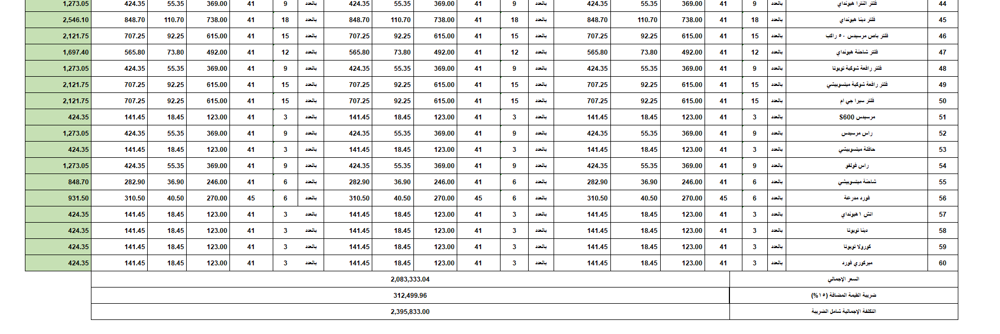 44 فلتر النترا هيونداي بالعدد 9 41 369.00 55.35 424.35 بالعدد 9 41 369.00 55.35 424.35 بالعدد 9 41 369.00 55.35 424.35 1,273.05
45 فلتر دينا هيونداي بالعدد 18 41 738.00 110.70 848.70 بالعدد 18 41 738.00 110.70 848.70 بالعدد 18 41 738.00 110.70 848.70 2,546.10
46 فلتر باص مرسيدس ٥٠ راكب بالعدد 15 41 615.00 92.25 707.25 بالعدد 15 41 615.00 92.25 707.25 بالعدد 15 41 615.00 92.25 707.25 2,121.75
47 فلتر شاحنة هيونداي بالعدد 12 41 492.00 73.80 565.80 بالعدد 12 41 492.00 73.80 565.80 بالعدد 12 41 492.00 73.80 565.80 1,697.40
48 فلتر رافعة شوكية تويوتا بالعدد 9 41 369.00 55.35 424.35 بالعدد 9 41 369.00 55.35 424.35 بالعدد 9 41 369.00 55.35 424.35 1,273.05
49 فلتر رافعة شوكية ميتسوبيشي بالعدد 15 41 615.00 92.25 707.25 بالعدد 15 41 615.00 92.25 707.25 بالعدد 15 41 615.00 92.25 707.25 2,121.75
50 فلتر سيرا جي ام بالعدد 15 41 615.00 92.25 707.25 بالعدد 15 41 615.00 92.25 707.25 بالعدد 15 41 615.00 92.25 707.25 2,121.75
51 مرسيدس S600 بالعدد 3 41 123.00 18.45 141.45 بالعدد 3 41 123.00 18.45 141.45 بالعدد 3 41 123.00 18.45 141.45 424.35
52 راس مرسيدس بالعدد 9 41 369.00 55.35 424.35 بالعدد 9 41 369.00 55.35 424.35 بالعدد 9 41 369.00 55.35 424.35 1,273.05
53 حافلة ميتسوبيشي بالعدد 3 41 123.00 18.45 141.45 بالعدد 3 41 123.00 18.45 141.45 بالعدد 3 41 123.00 18.45 141.45 424.35
54 راس فولفو بالعدد 9 41 369.00 55.35 424.35 بالعدد 9 41 369.00 55.35 424.35 بالعدد 9 41 369.00 55.35 424.35 1,273.05
55 شاحنة ميتسوبيشي بالعدد 6 41 246.00 36.90 282.90 بالعدد 6 41 246.00 36.90 282.90 بالعدد 6 41 246.00 36.90 282.90 848.70
56 فورد مدرعة بالعدد 6 45 270.00 40.50 310.50 بالعدد 6 45 270.00 40.50 310.50 بالعدد 6 45 270.00 40.50 310.50 931.50
57 اتش ١هيونداي بالعدد 3 41 123.00 18.45 141.45 بالعدد 3 41 123.00 18.45 141.45 بالعدد 3 41 123.00 18.45 141.45 424.35
58 دينا تويوتا بالعدد 3 41 123.00 18.45 141.45 بالعدد 3 41 123.00 18.45 141.45 بالعدد 3 41 123.00 18.45 141.45 424.35
59 كورولا تويوتا بالعدد 3 41 123.00 18.45 141.45 بالعدد 3 41 123.00 18.45 141.45 بالعدد 3 41 123.00 18.45 141.45 424.35
60 ميركوري فورد بالعدد 3 41 123.00 18.45 141.45 بالعدد 3 41 123.00 18.45 141.45 بالعدد 3 41 123.00 18.45 141.45 424.35
السعر الإجمالي 2,083,333.04
ضريبة القيمة المضافة (١٥%) 312,499.96
التكلفة الإجمالية شامل الضريبة 2,395,833.00